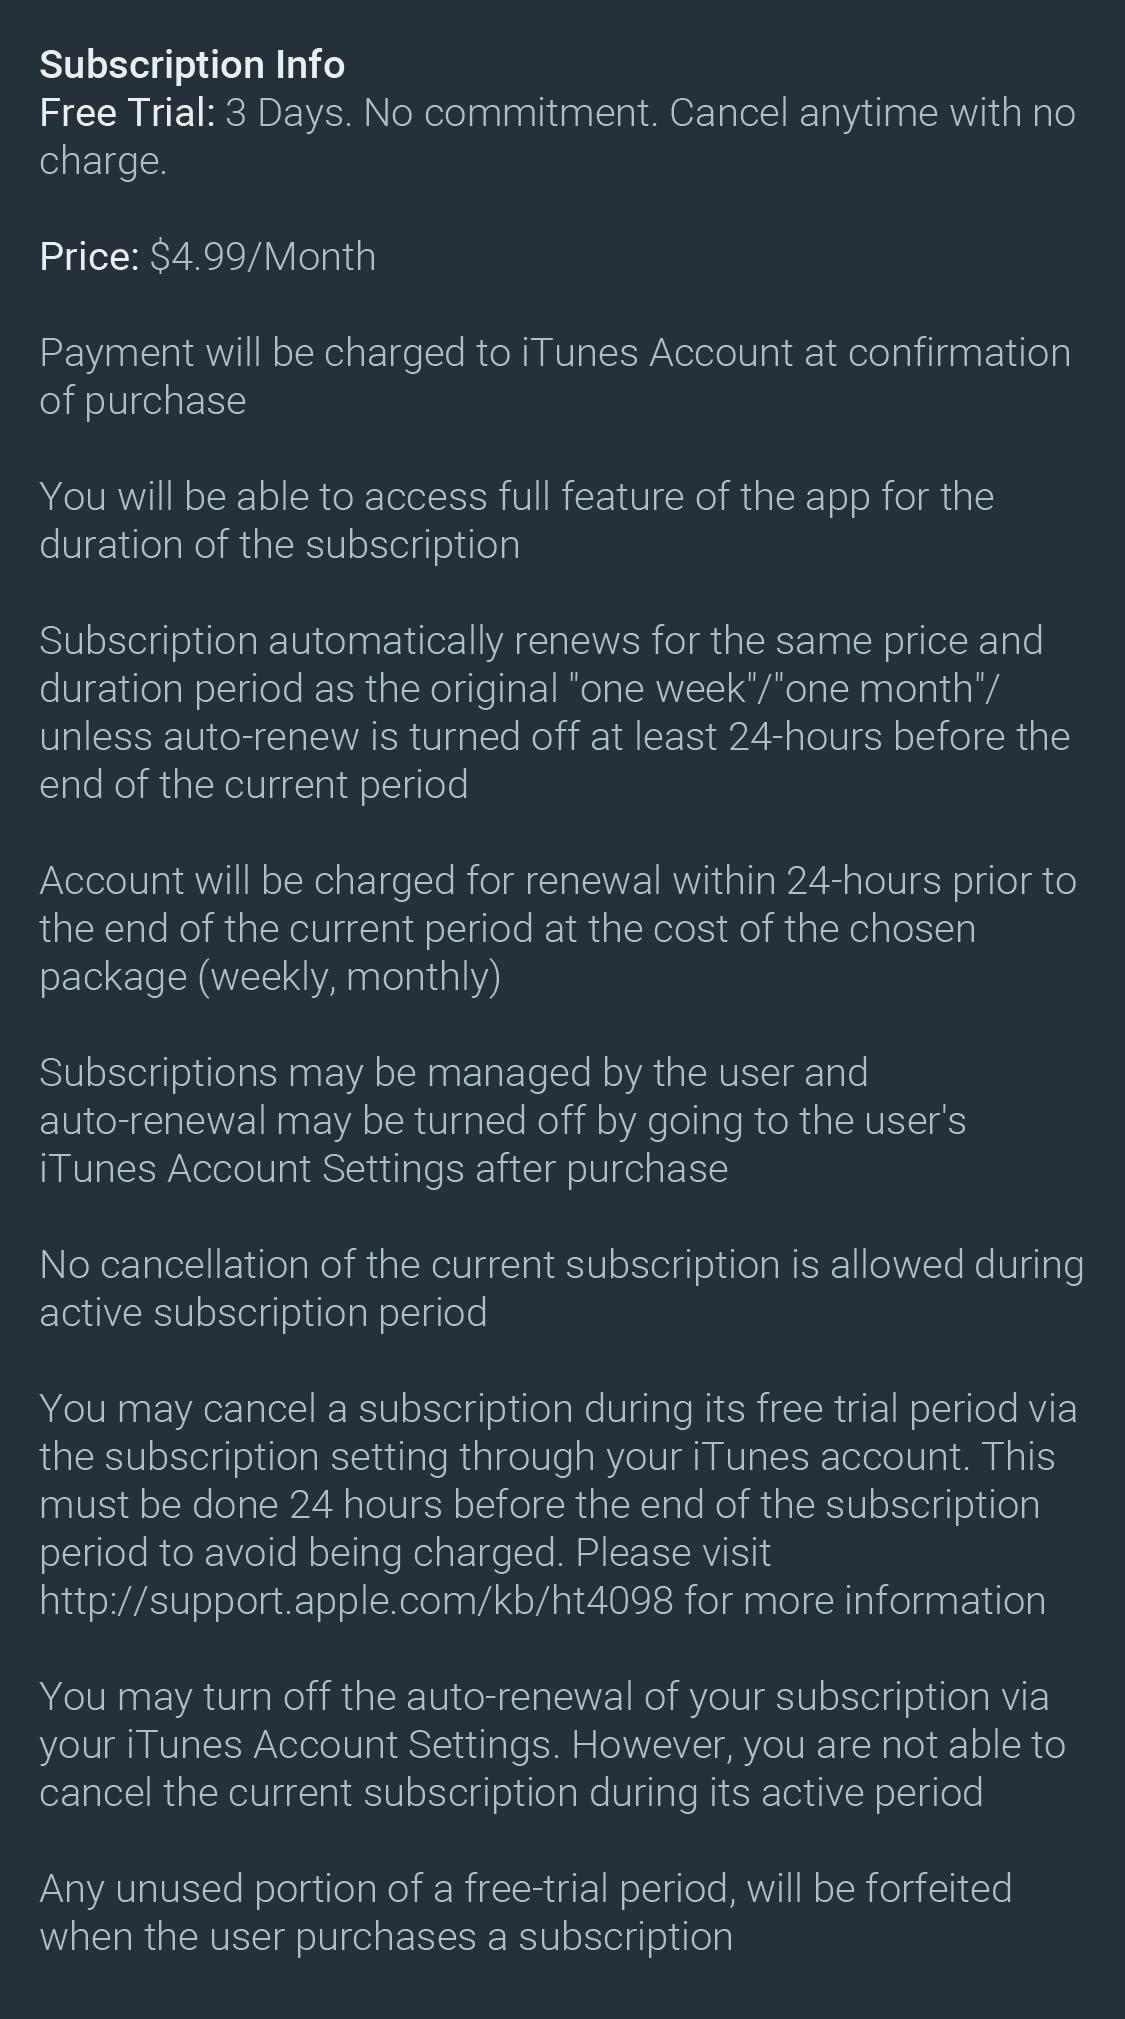 Subscription Info
Free Trial: 3 Days. No commitment. Cancel anytime with no
charge.
Price: $4.99/Month
Payment will be charged to iTunes Account at confirmation
of purchase
You will be able to access full feature of the app for the
duration of the subscription
Subscription automatically renews for the same price and
duration period as the original "one week"/"one month"/
unless auto-renew is turned off at least 24-hours before the
end of the current period
Account will be charged for renewal within 24-hours prior to
the end of the current period at the cost of the chosen
package (weekly, monthly)
Subscriptions may be managed by the user and
auto-renewal may be turned off by going to the user's
iTunes Account Settings after purchase
No cancellation of the current subscription is allowed during
active subscription period
You may cancel a subscription during its free trial period via
the subscription setting through your iTunes account. This
must be done 24 hours before the end of the subscription
period to avoid being charged. Please visit
http://support.apple.com/kb/ht4098 for more information
You may turn off the auto-renewal of your subscription via
your iTunes Account Settings. However, you are not able to
cancel the current subscription during its active period
Any unused portion of a free-trial period, will be forfeited
when the user purchases a subscription